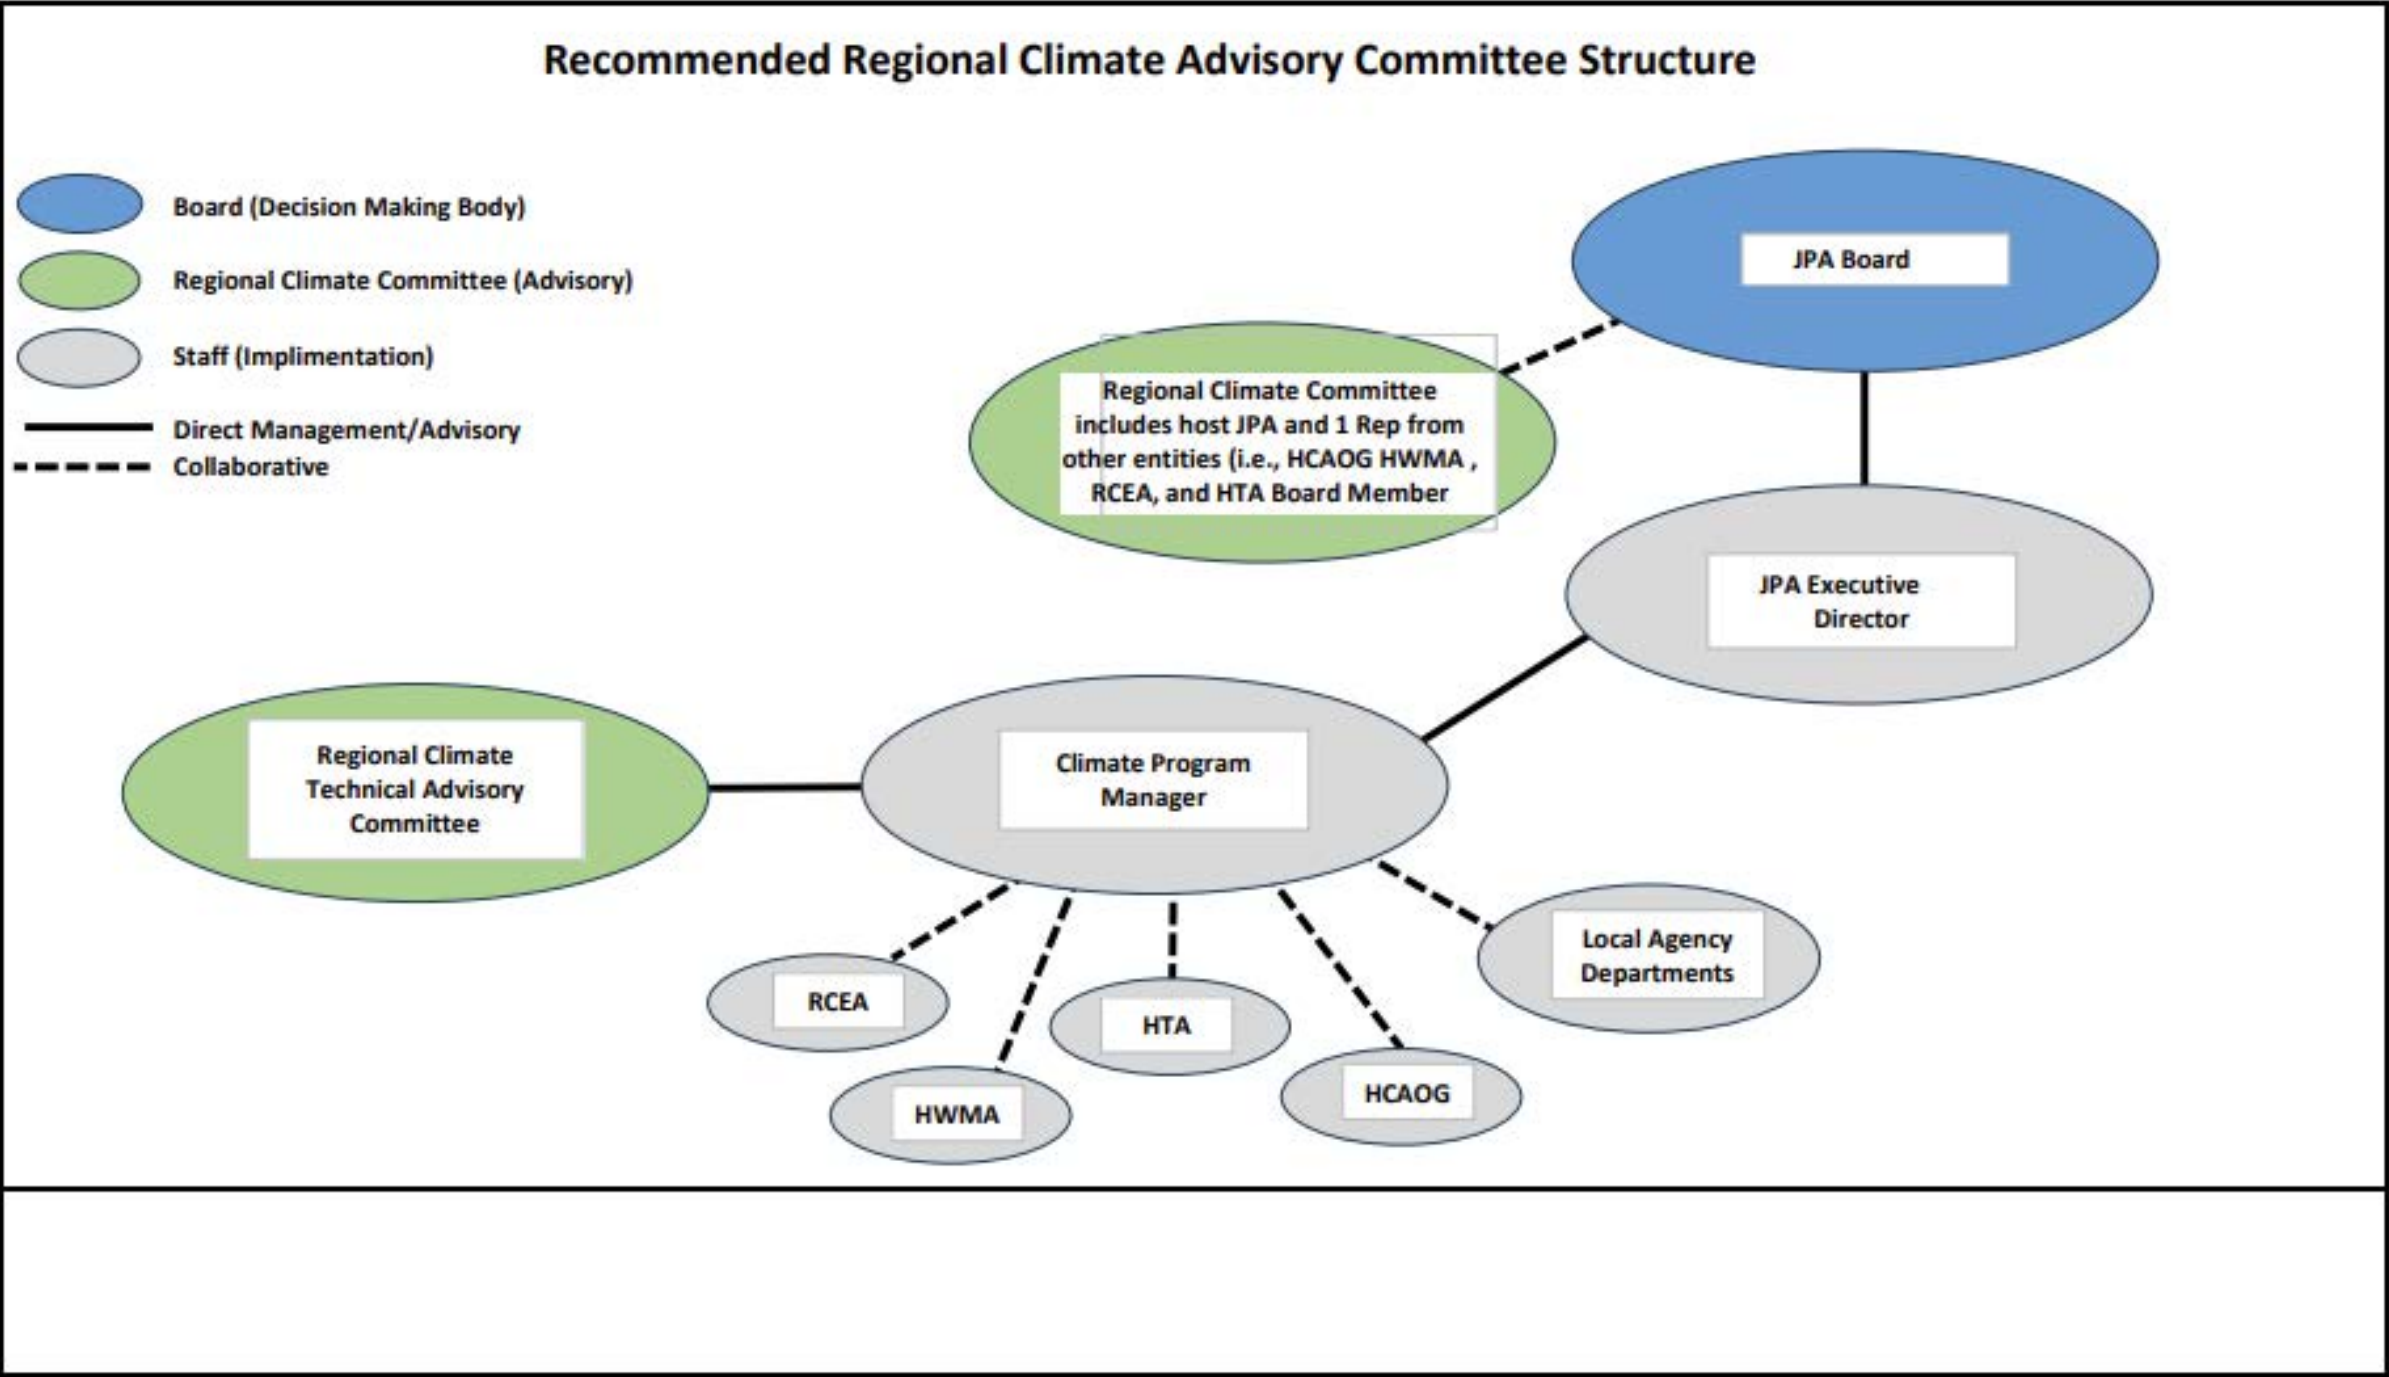 Recommended Regional Climate Advisory Committee Structure
Board (Decision Making Body)
Regional Climate Committee (Advisory)
Staff (Implimentation)
Direct Management/Advisory
Collaborative
JPA Board
Regional Climate Committee
includes host JPA and 1 Rep from
other entities (i.e., HCAOG HWMA ,
RCEA, and HTA Board Member
JPA Executive
Director
Regional Climate
Technical Advisory
Committee
Climate Program
Manager
Local Agency
Departments
RCEA
HTA
HCAOG
HWMA